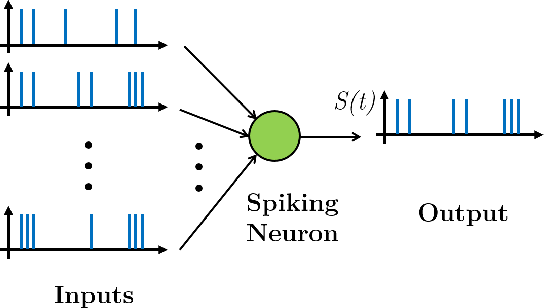 S(t)
Spiking
Neuron
Output
Inputs